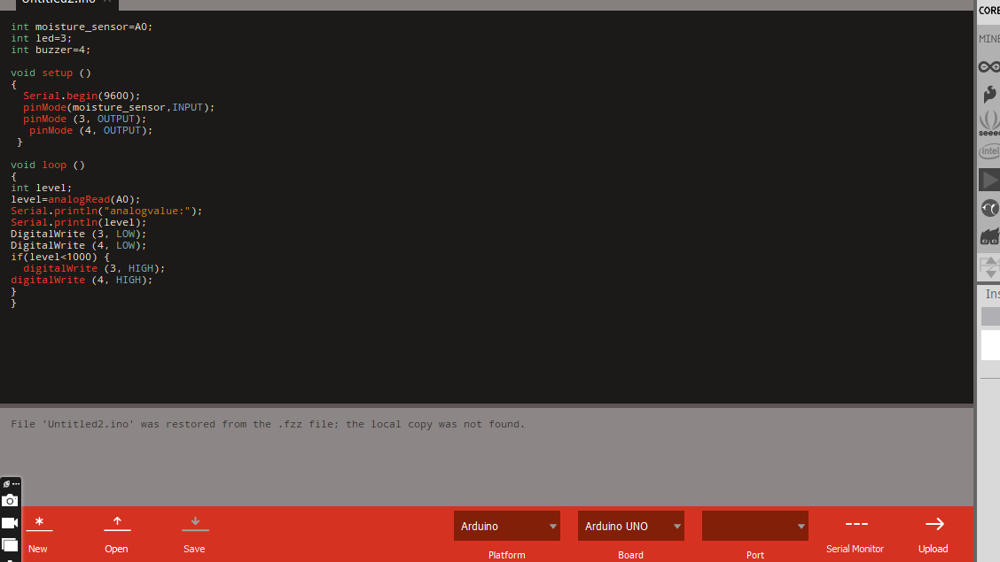 Untitled2.ino
int moisture_sensor=A0;
int led=3;
int buzzer=4;
void setup ()
{
Serial.begin(9600);
pinMode(moisture_sensor,INPUT);
pinMode (3, OUTPUT);
pinMode (4, OUTPUT);
}
void loop ()
{
int level;
level=analogRead(A0);
Serial.println("analogvalue:");
Serial.println(level);
DigitalWrite (3, LOW);
DigitalWrite (4, LOW);
if(level<1000) {
digitalWrite (3, HIGH);
digitalWrite (4, HIGH);
}
}
File 'Untitled2.ino' was restored from the .fzz file; the local copy was not found.
New
Open
Save
Arduino
Platform
Arduino UNO
Board
Port
Serial Monitor
Upload
CORE
MINE
seeed
intel
Ins